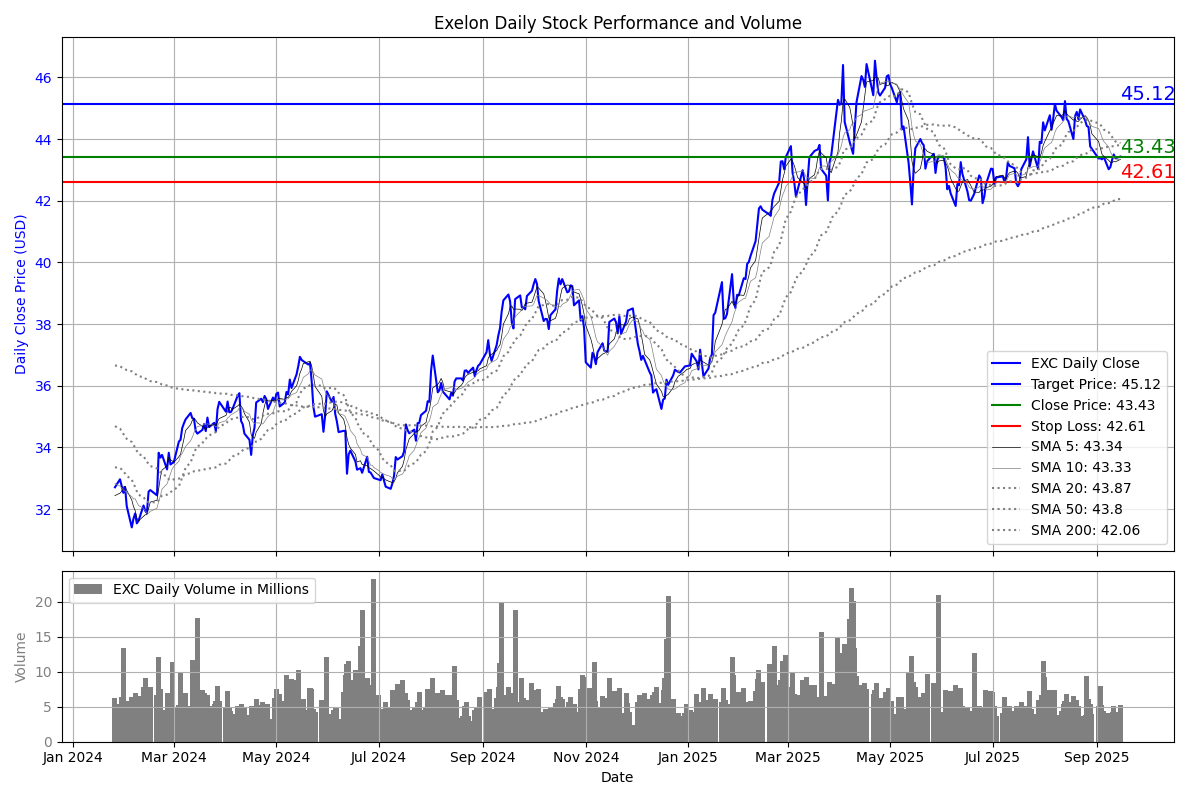 Exelon Daily Stock Performance and Volume
Daily Close Price (USD)
46
44
42
40
38
36
34
32
45.12
43.43
42.61
EXC Daily Close
Target Price: 45.12
Close Price: 43.43
Stop Loss: 42.61
SMA 5: 43.34
SMA 10: 43.33
SMA 20: 43.87
SMA 50: 43.8
SMA 200: 42.06
Volume
20
15
10
5
0
EXC Daily Volume in Millions
Jan 2024 Mar 2024 May 2024 Jul 2024 Sep 2024 Nov 2024 Jan 2025 Mar 2025 May 2025 Jul 2025 Sep 2025
Date